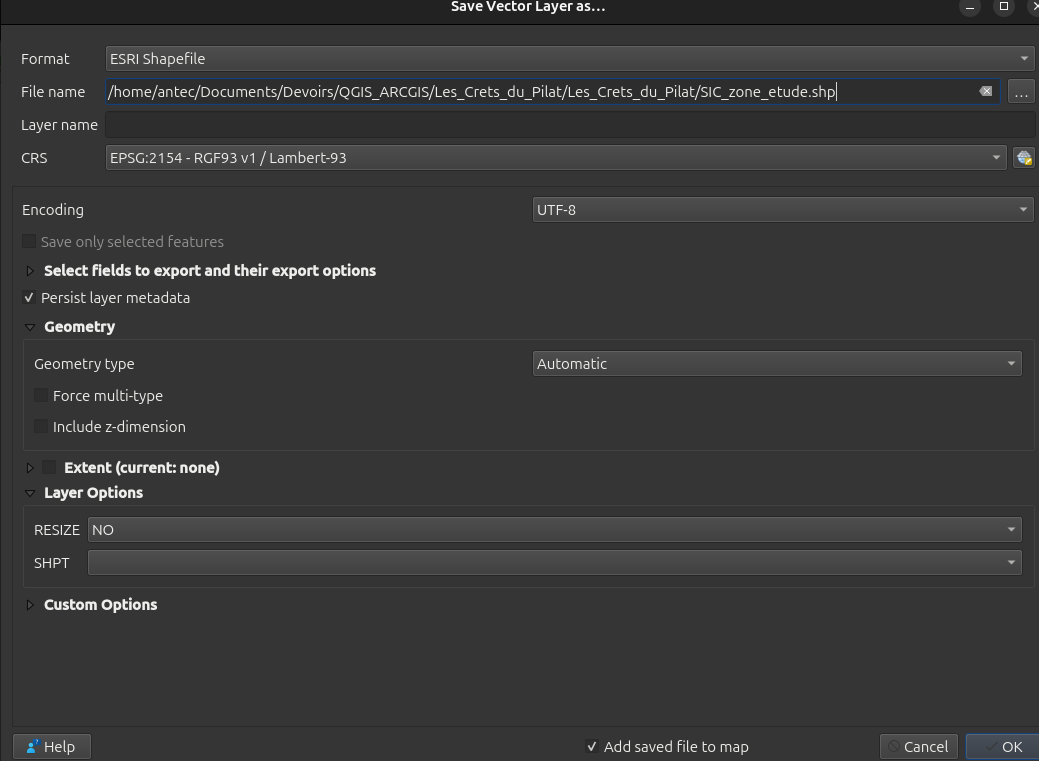 Save Vector Layer as…
Format ESRI Shapefile
File name /home/antec/Documents/Devoirs/QGIS_ARCGIS/Les_Crets_du_Pilat/Les_Crets_du_Pilat/SIC_zone_etude.shp ...
Layer name
CRS EPSG:2154 - RGF93 v1 / Lambert-93
Encoding UTF-8
Save only selected features
Select fields to export and their export options
Persist layer metadata
Geometry
Geometry type Automatic
Force multi-type
Include z-dimension
Extent (current: none)
Layer Options
RESIZE NO
SHPT
Custom Options
Help Add saved file to map Cancel OK